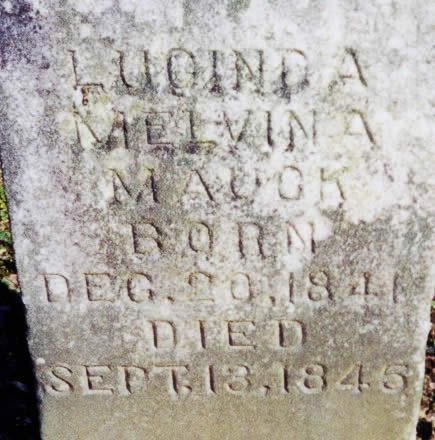 LUCINDA
MELVINA
MAUCK
BORN
DEC. 20, 1841
DIED
SEPT. 13, 1845